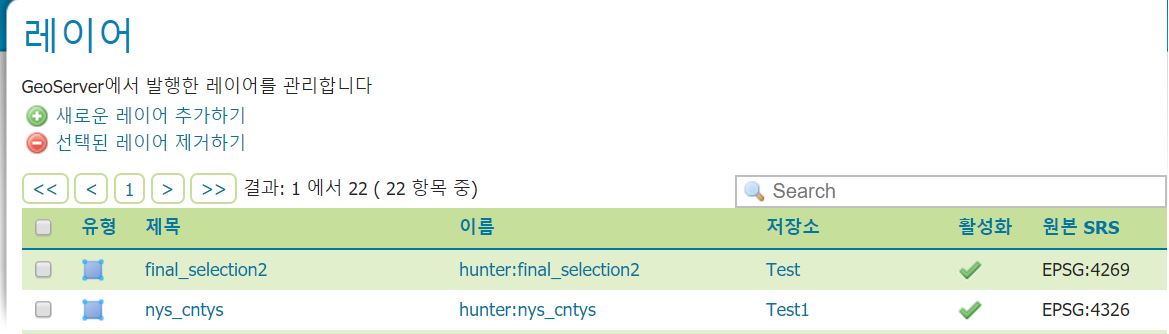 레이어
GeoServer에서 발행한 레이어를 관리합니다
새로운 레이어 추가하기
선택된 레이어 제거하기
<< < 1 > >> 결과: 1 에서 22 ( 22 항목 중) Search
유형 제목 이름 저장소 활성화 원본 SRS
final_selection2 hunter:final_selection2 Test EPSG:4269
nys_cntys hunter:nys_cntys Test1 EPSG:4326